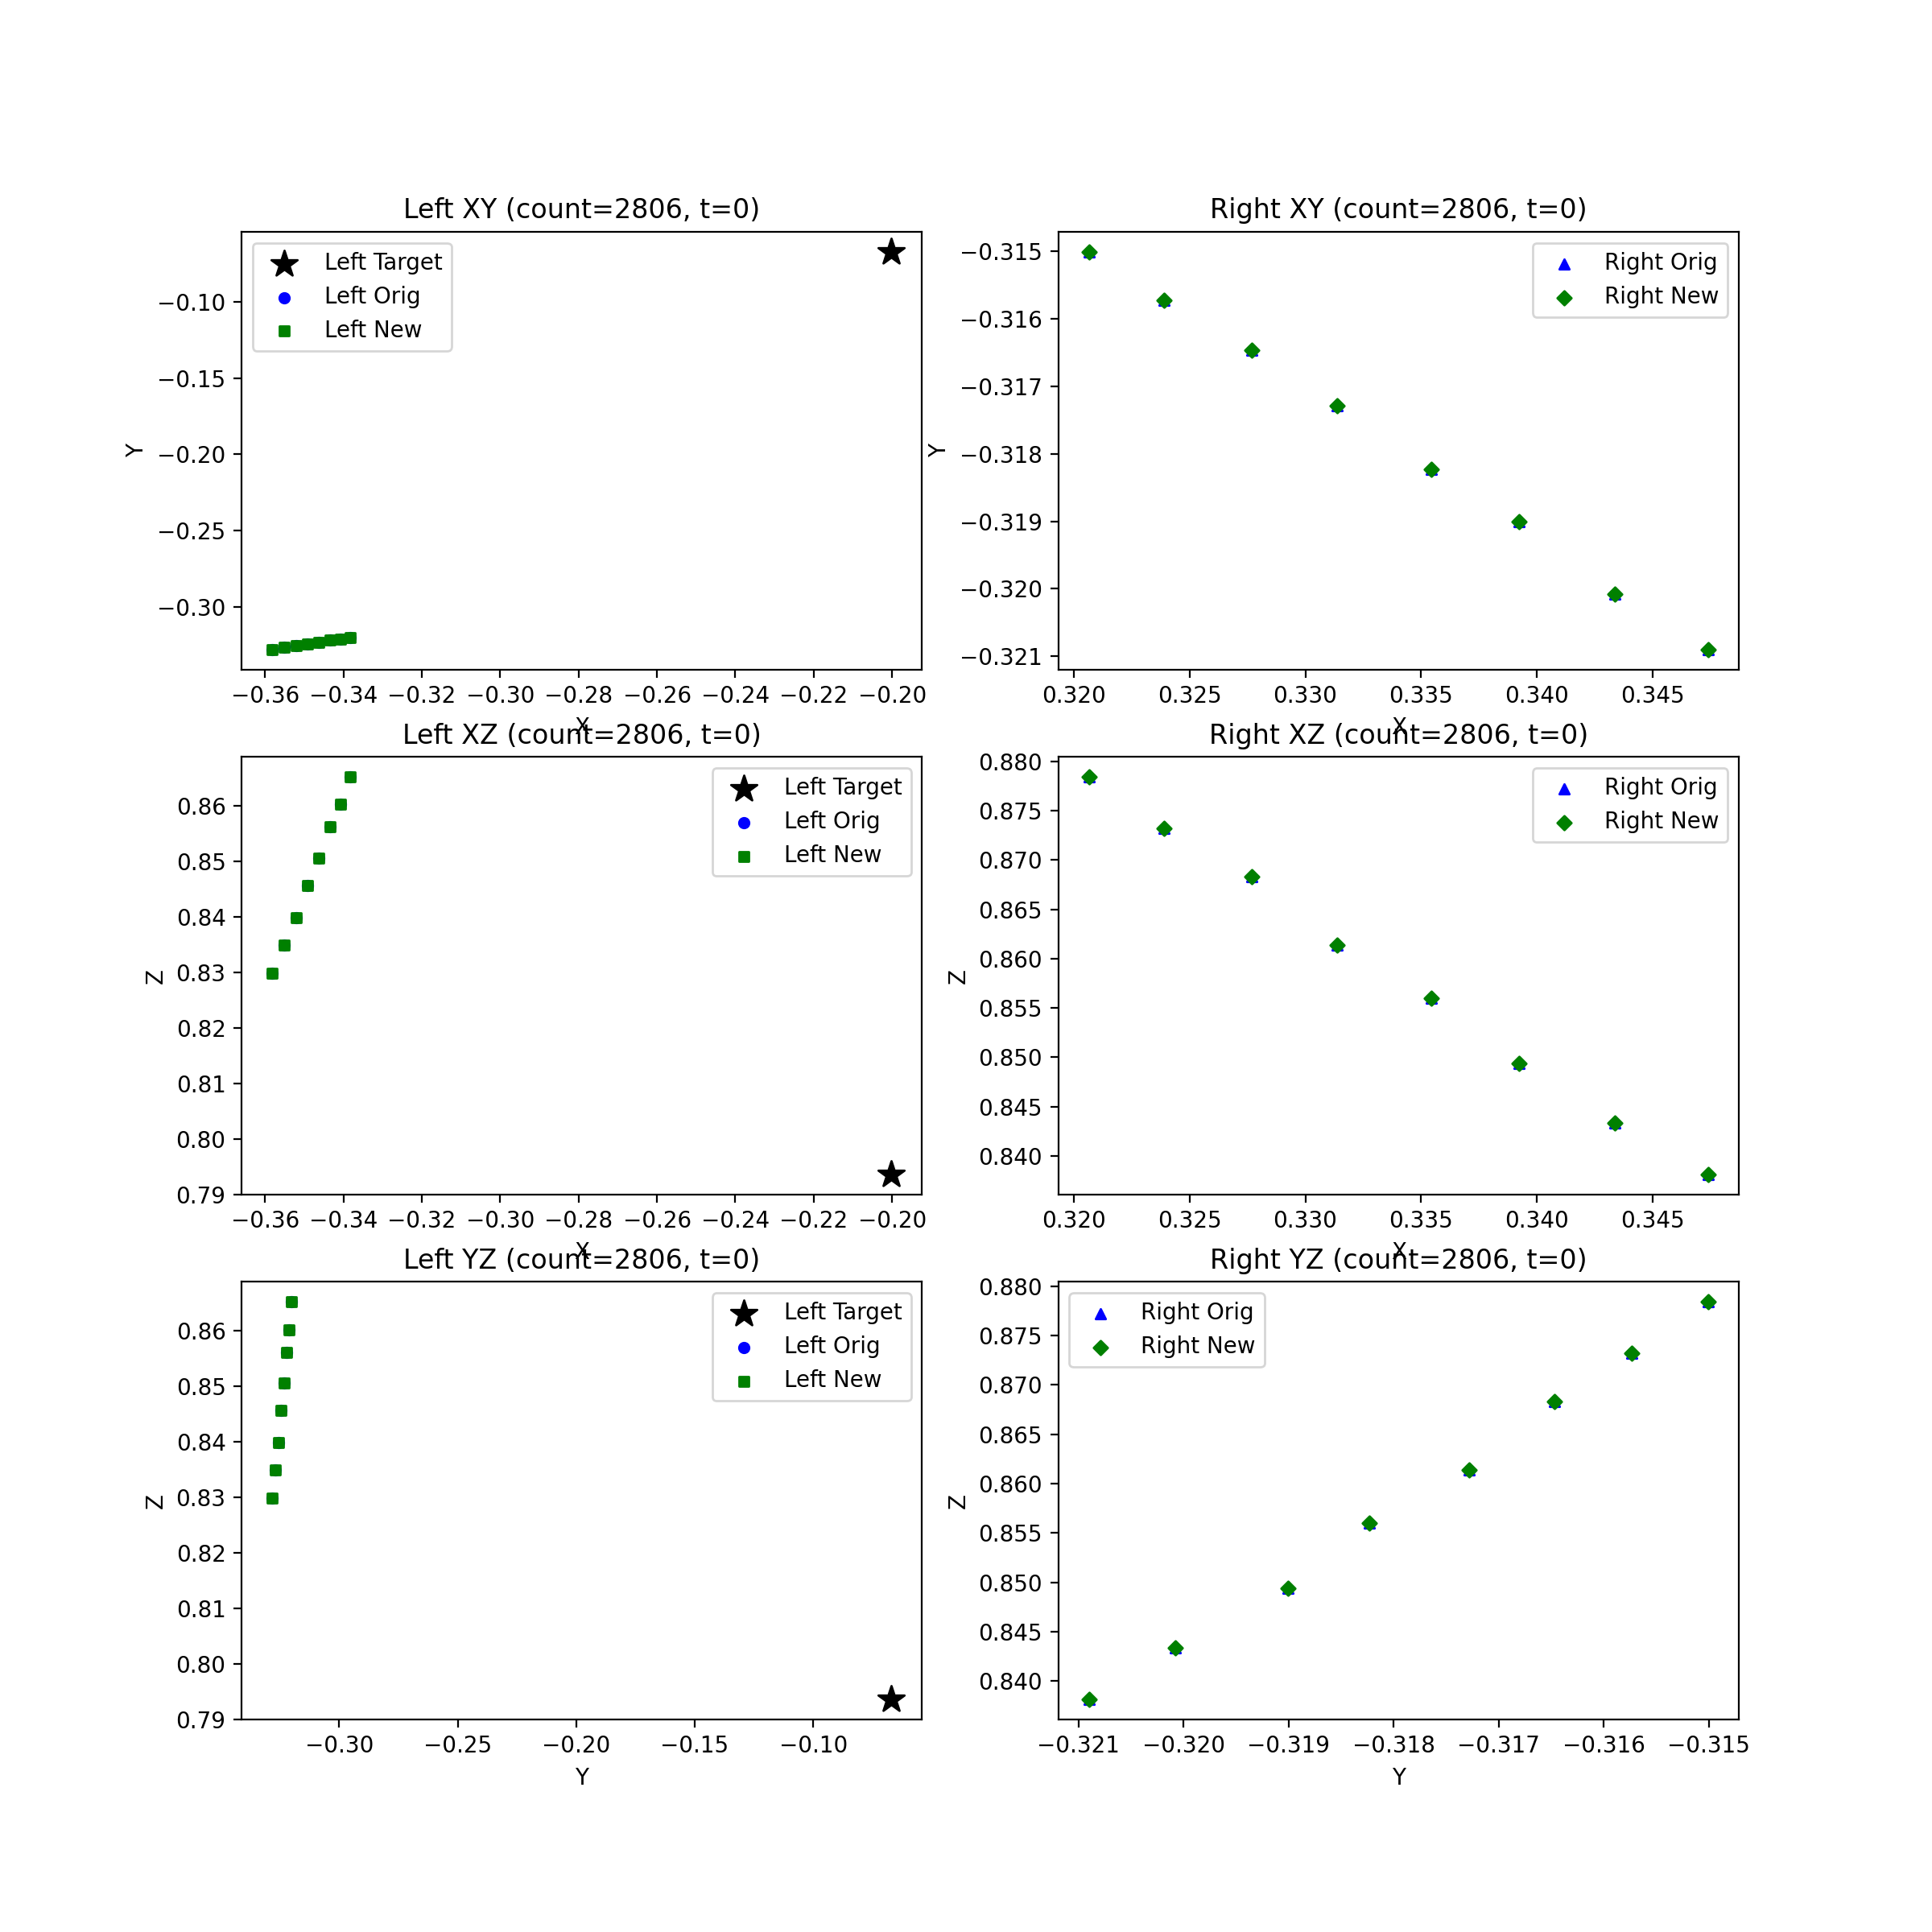 Left XY (count=2806, t=0)
Left Target
Left Orig
Left New
−0.10
−0.15
−0.20
−0.25
−0.30
Y
−0.36 −0.34 −0.32 −0.30 −0.28 −0.26 −0.24 −0.22 −0.20
X
Right XY (count=2806, t=0)
Right Orig
Right New
−0.315
−0.316
−0.317
−0.318
−0.319
−0.320
−0.321
Y
0.320 0.325 0.330 0.335 0.340 0.345
X
Left XZ (count=2806, t=0)
Left Target
Left Orig
Left New
0.86
0.85
0.84
0.83
0.82
0.81
0.80
0.79
Z
−0.36 −0.34 −0.32 −0.30 −0.28 −0.26 −0.24 −0.22 −0.20
X
Right XZ (count=2806, t=0)
Right Orig
Right New
0.880
0.875
0.870
0.865
0.860
0.855
0.850
0.845
0.840
Z
0.320 0.325 0.330 0.335 0.340 0.345
X
Left YZ (count=2806, t=0)
Left Target
Left Orig
Left New
0.86
0.85
0.84
0.83
0.82
0.81
0.80
0.79
Z
−0.30 −0.25 −0.20 −0.15 −0.10
Y
Right YZ (count=2806, t=0)
Right Orig
Right New
0.880
0.875
0.870
0.865
0.860
0.855
0.850
0.845
0.840
Z
−0.321 −0.320 −0.319 −0.318 −0.317 −0.316 −0.315
Y